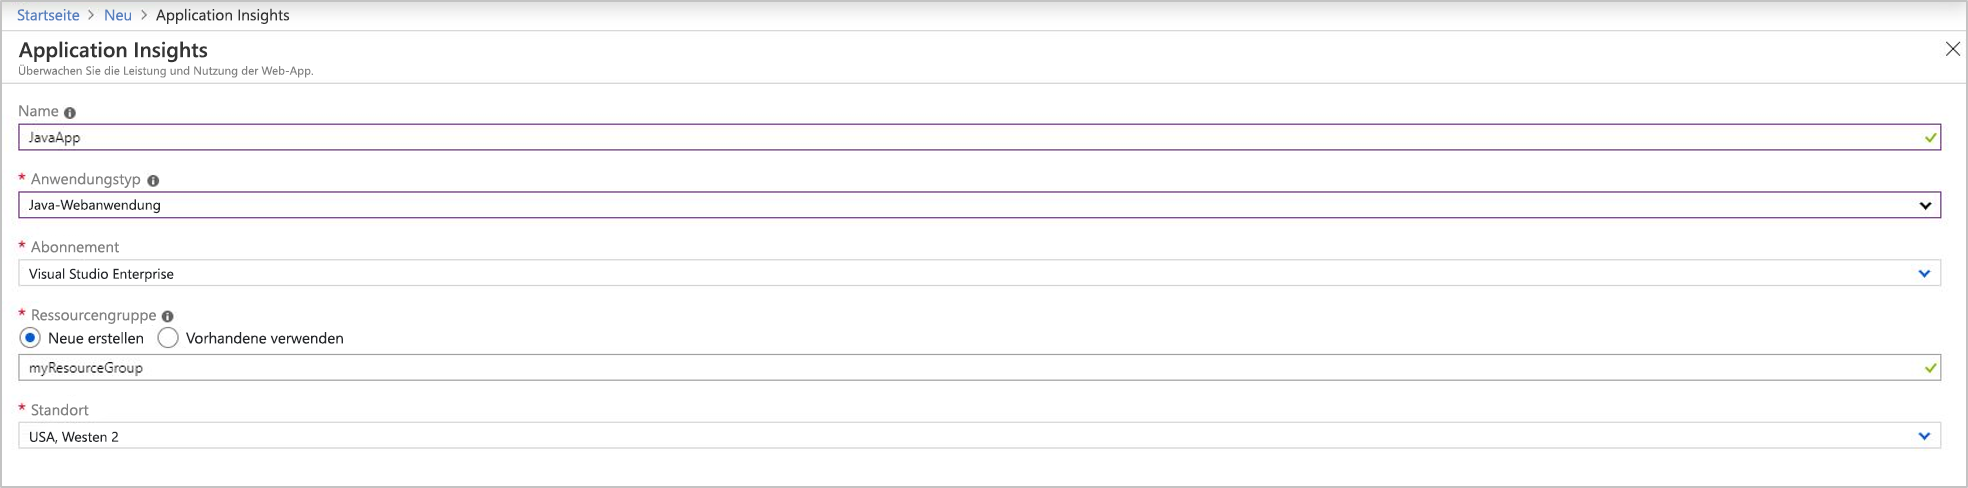 Startseite > Neu > Application Insights
Application Insights
Überwachen Sie die Leistung und Nutzung der Web-App.
Name
JavaApp
* Anwendungstyp
Java-Webanwendung
* Abonnement
Visual Studio Enterprise
* Ressourcengruppe
Neue erstellen Vorhandene verwenden
myResourceGroup
* Standort
USA, Westen 2